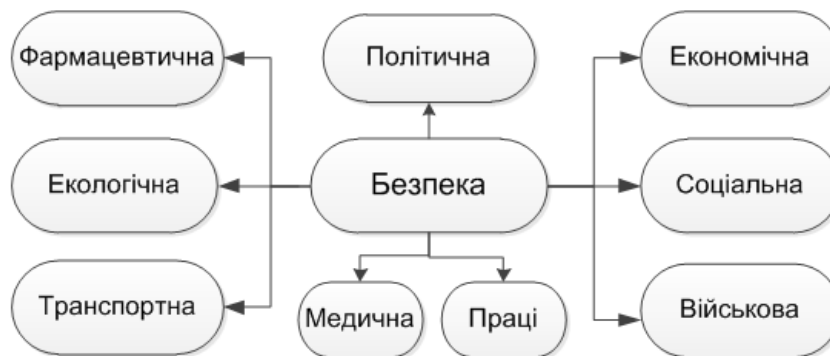 Фармацевтична
Політична
Економічна
Екологічна
Безпека
Соціальна
Транспортна
Медична
Праці
Військова